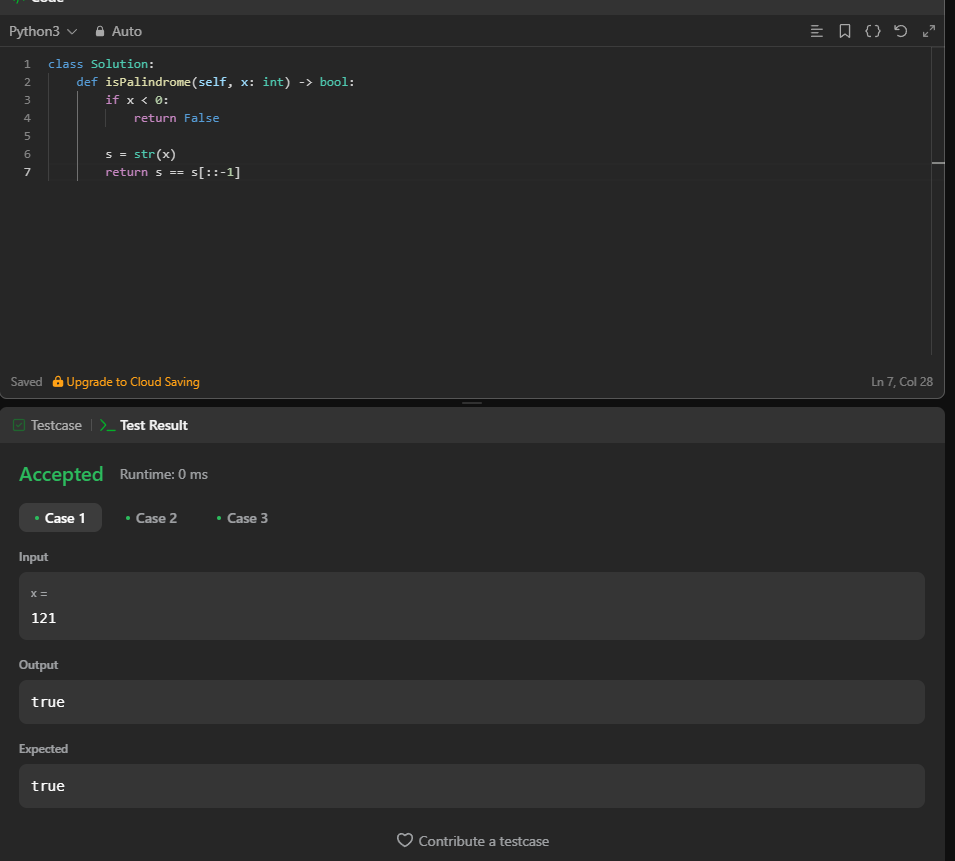 Code
Python3 Auto
1 class Solution:
2     def isPalindrome(self, x: int) -> bool:
3         if x < 0:
4             return False
5
6         s = str(x)
7         return s == s[::-1]
Saved Upgrade to Cloud Saving Ln 7, Col 28
Testcase | >_ Test Result
Accepted Runtime: 0 ms
• Case 1 • Case 2 • Case 3
Input
x =
121
Output
true
Expected
true
Contribute a testcase